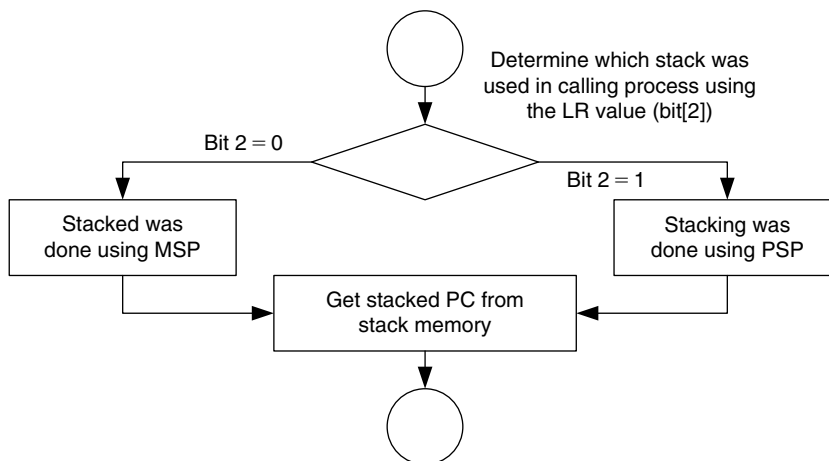 Determine which stack was
used in calling process using
the LR value (bit[2])
Bit 2 = 0
Bit 2 = 1
Stacked was
done using MSP
Stacking was
done using PSP
Get stacked PC from
stack memory